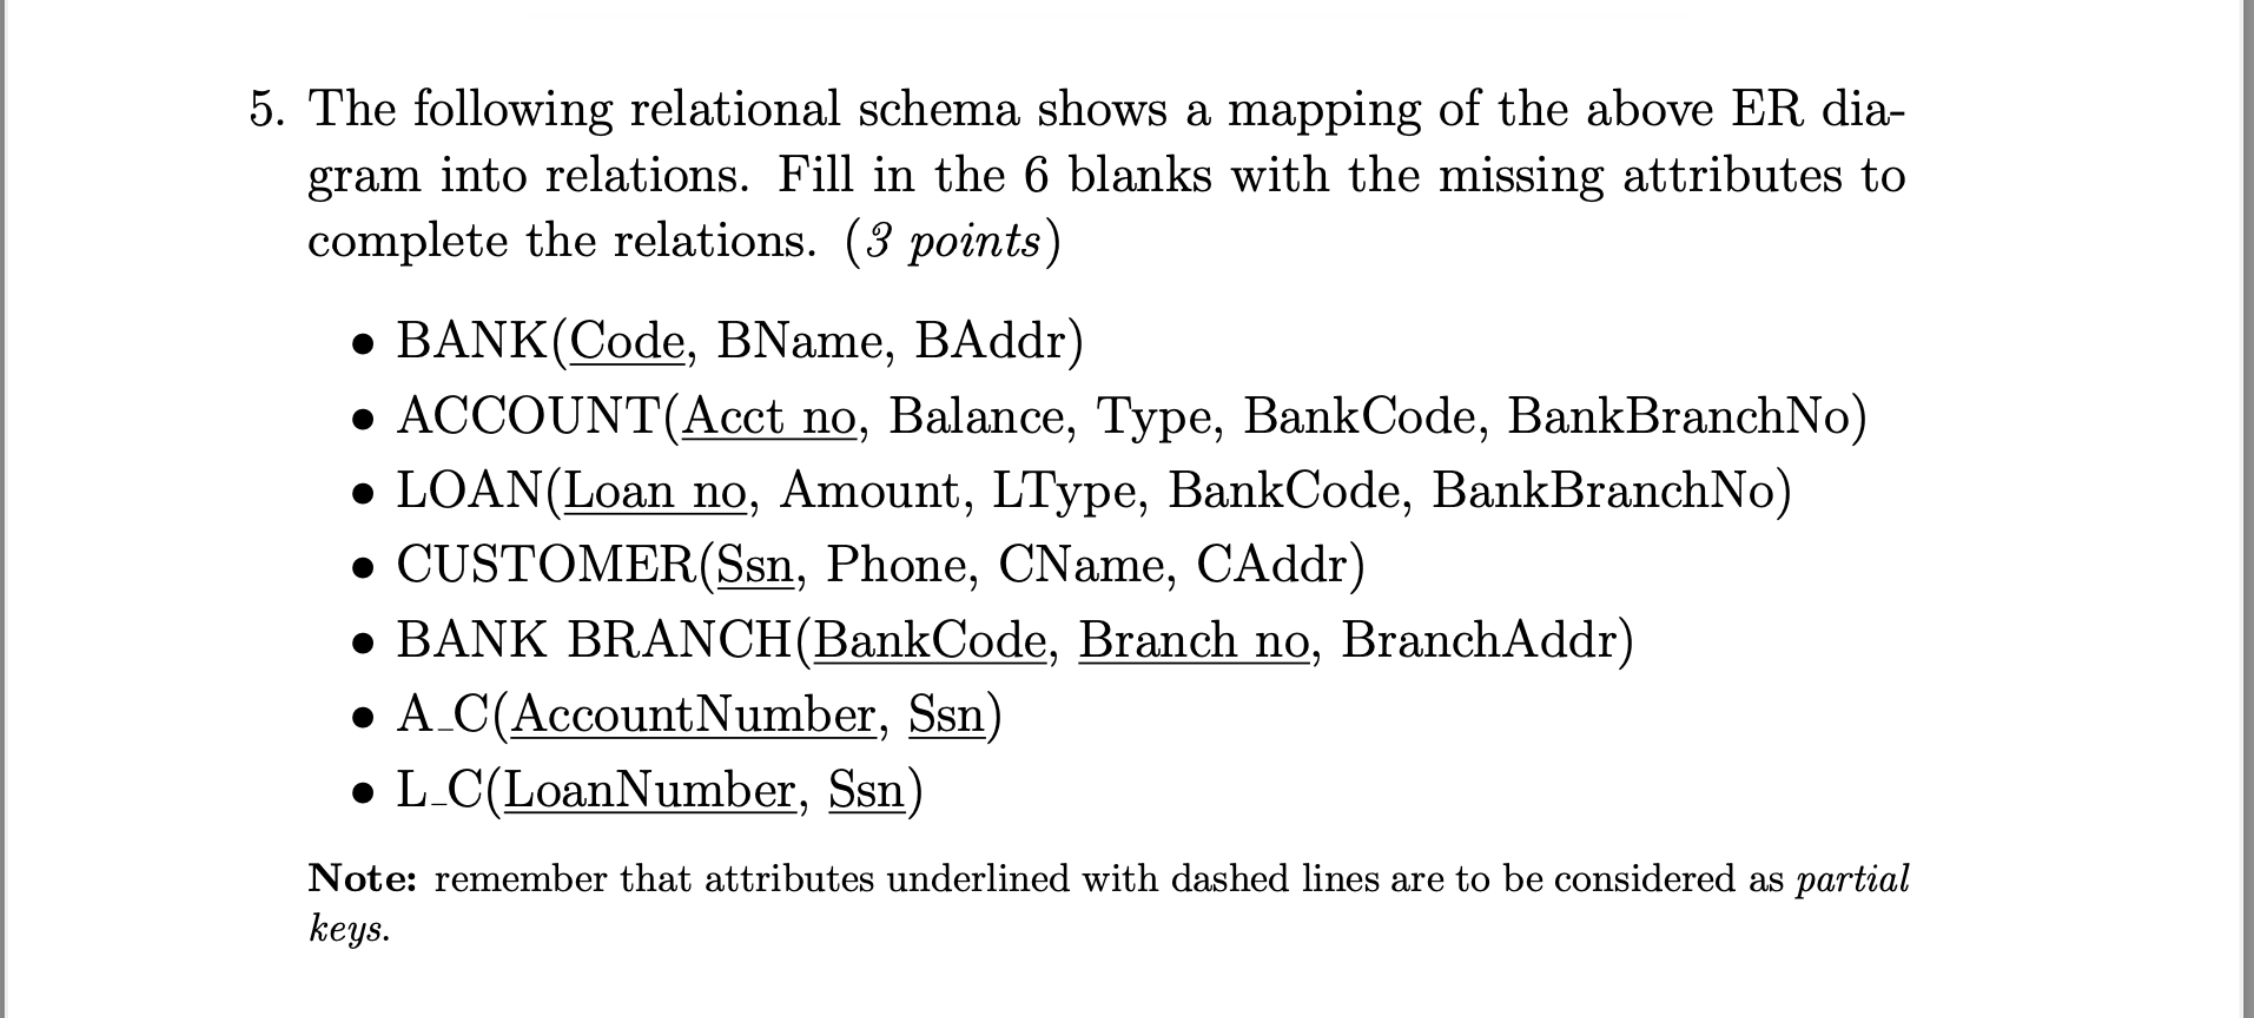 5. The following relational schema shows a mapping of the above ER dia-
gram into relations. Fill in the 6 blanks with the missing attributes to
complete the relations. (3 points)
• BANK(Code, BName, BAddr)
• ACCOUNT(Acct no, Balance, Type, BankCode, BankBranchNo)
• LOAN(Loan no, Amount, LType, BankCode, BankBranchNo)
• CUSTOMER(Ssn, Phone, CName, CAddr)
• BANK BRANCH(BankCode, Branch no, BranchAddr)
• A_C(AccountNumber, Ssn)
• L_C(LoanNumber, Ssn)
Note: remember that attributes underlined with dashed lines are to be considered as partial
keys.